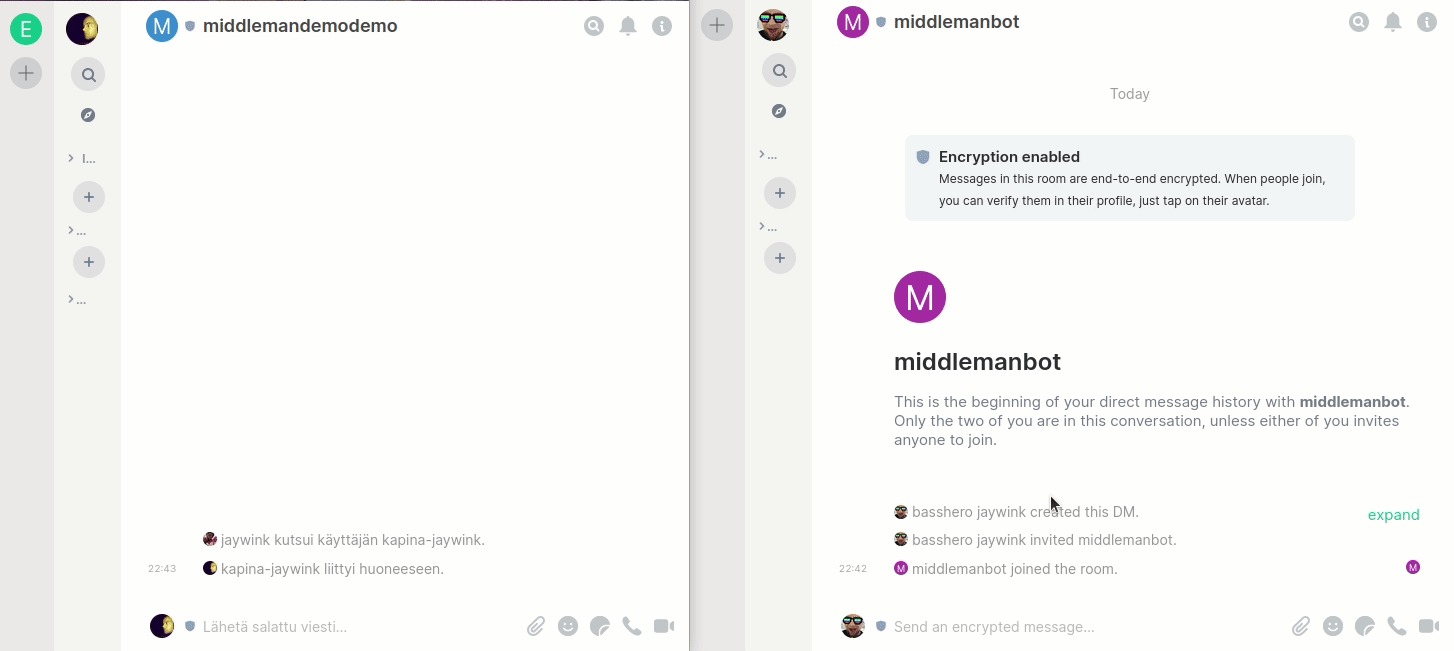 E
M middlemandemodemo
I...
...
...
jaywink kutsui käyttäjän kapina-jaywink.
22:43 kapina-jaywink liittyi huoneeseen.
Lähetä salattu viesti...
M middlemanbot
...
...
Today
Encryption enabled
Messages in this room are end-to-end encrypted. When people join,
you can verify them in their profile, just tap on their avatar.
M
middlemanbot
This is the beginning of your direct message history with middlemanbot.
Only the two of you are in this conversation, unless either of you invites
anyone to join.
basshero jaywink created this DM.
expand
basshero jaywink invited middlemanbot.
22:42 M middlemanbot joined the room. M
Send an encrypted message...